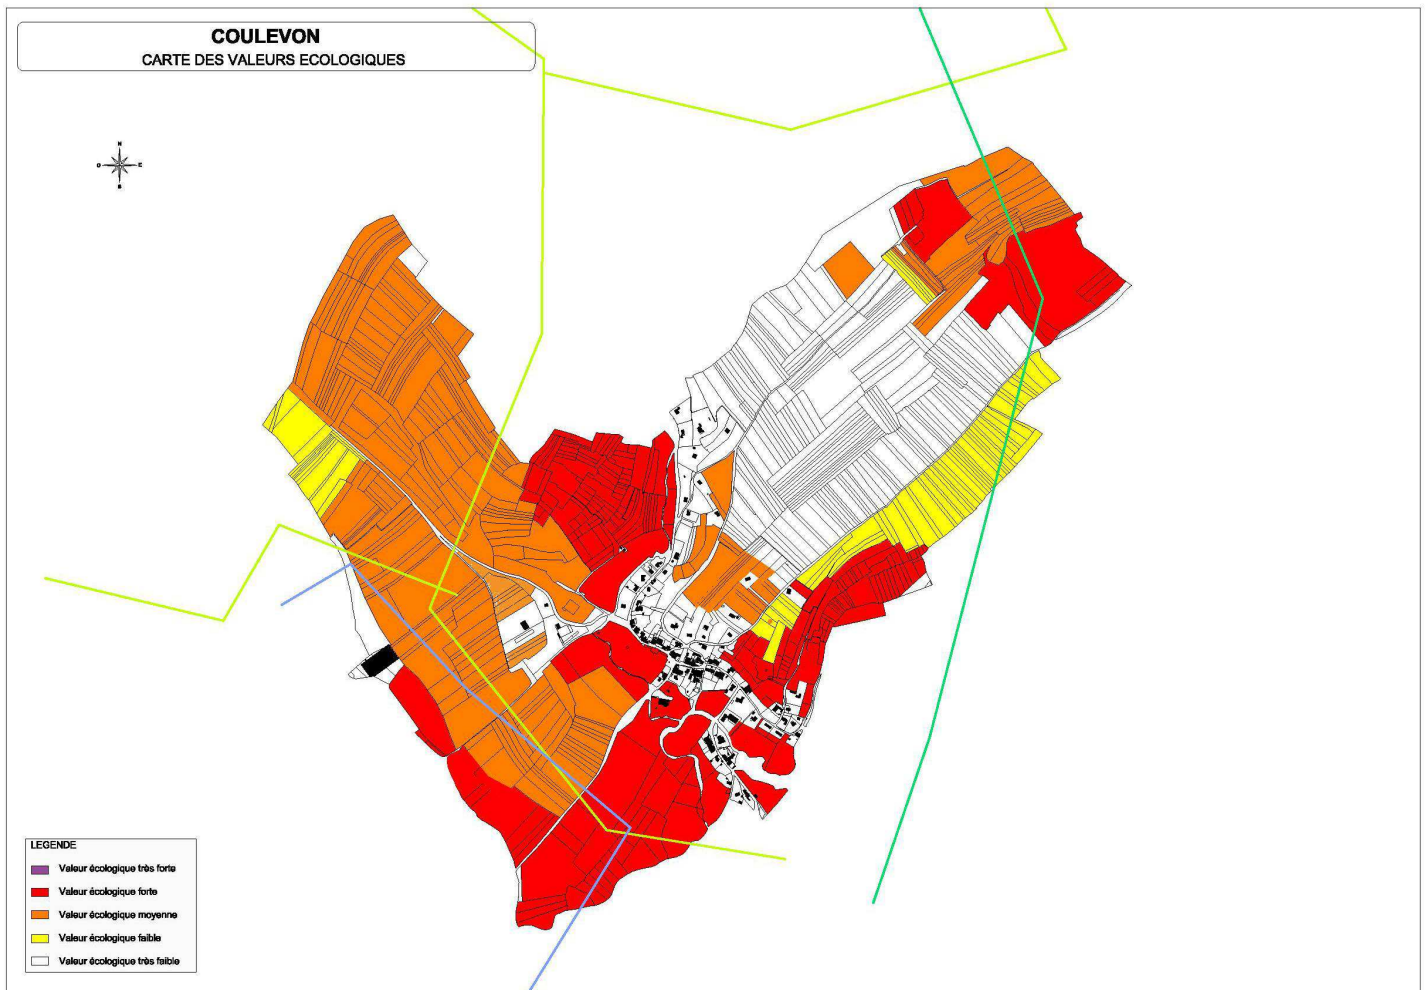 COULEVON
CARTE DES VALEURS ECOLOGIQUES
N
O E
S
LEGENDE
Valeur écologique très forte
Valeur écologique forte
Valeur écologique moyenne
Valeur écologique faible
Valeur écologique très faible